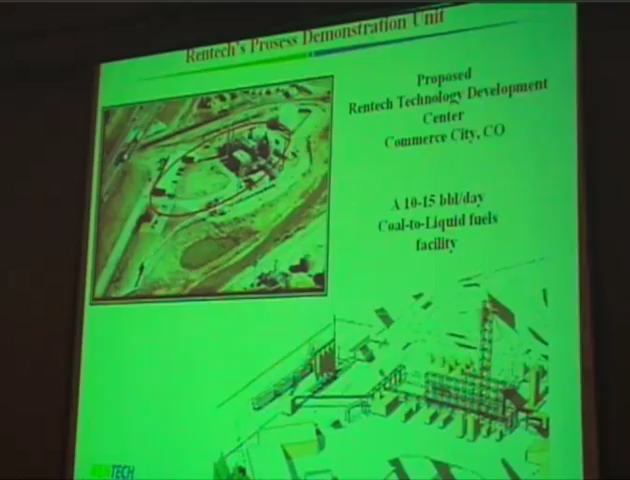 Rentech's Prosess Demonstration Unit
Proposed
Rentech Technology Development
Center
Commerce City, CO
A 10-15 bbl/day
Coal-to-Liquid fuels
facility
RENTECH